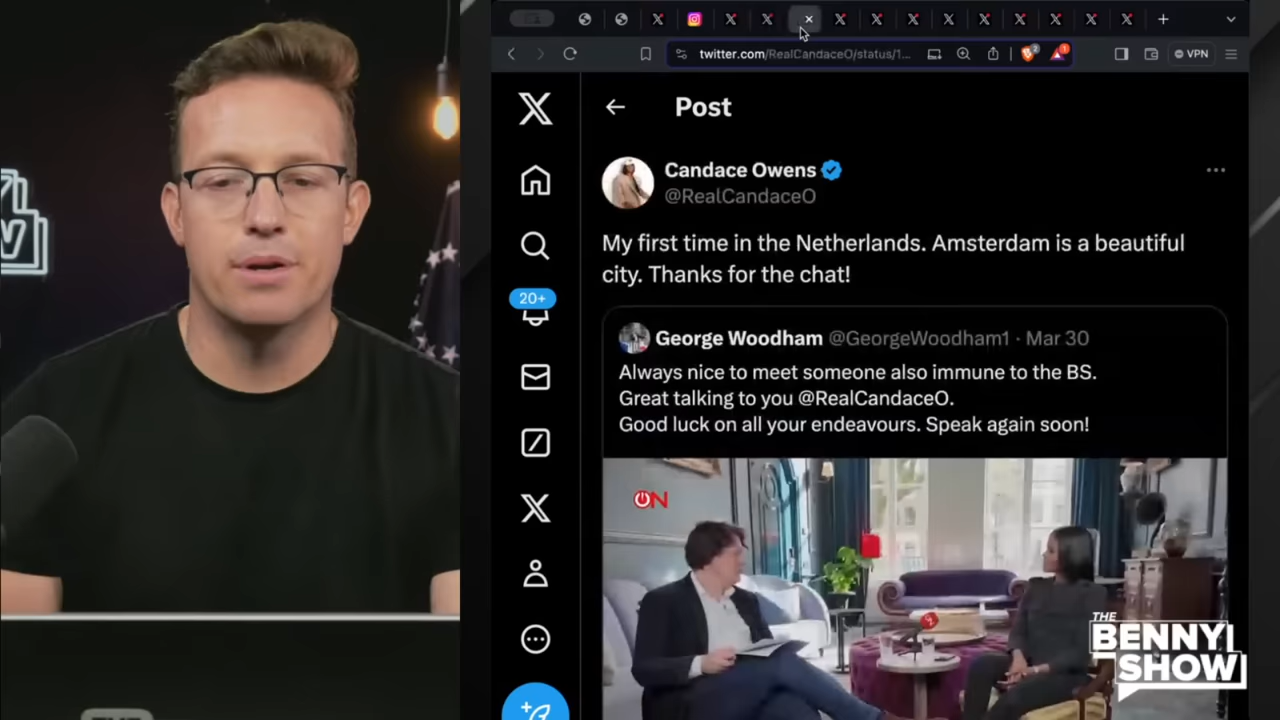 twitter.com/RealCandaceO/status/1...
VPN
Post
Candace Owens
@RealCandaceO
My first time in the Netherlands. Amsterdam is a beautiful
city. Thanks for the chat!
20+
George Woodham @GeorgeWoodham1 · Mar 30
Always nice to meet someone also immune to the BS.
Great talking to you @RealCandaceO.
Good luck on all your endeavours. Speak again soon!
ON
THE
BENNY
SHOW